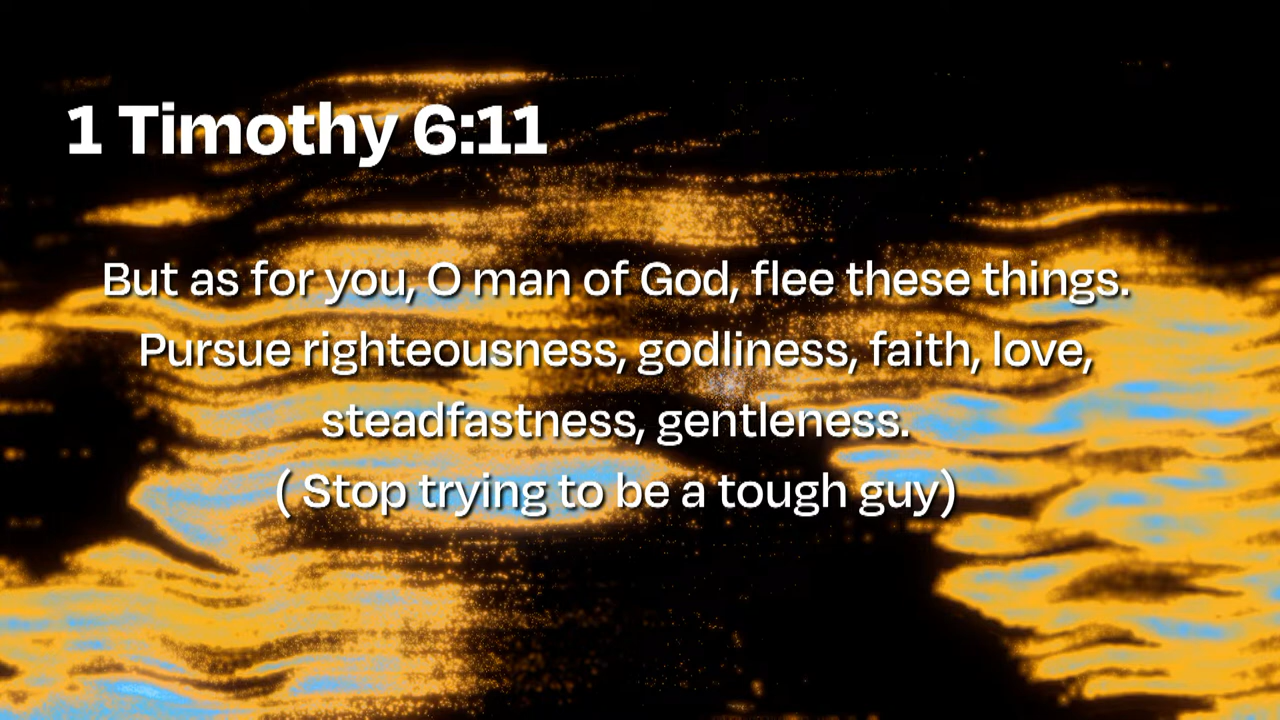 1 Timothy 6:11
But as for you, O man of God, flee these things.
Pursue righteousness, godliness, faith, love,
steadfastness, gentleness.
( Stop trying to be a tough guy)